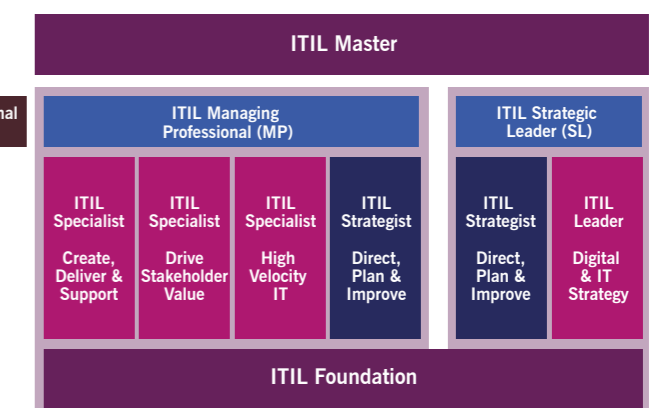 ITIL Master
nal
ITIL Managing
Professional (MP)
ITIL Strategic
Leader (SL)
ITIL
Specialist
Create,
Deliver &
Support
ITIL
Specialist
Drive
Stakeholder
Value
ITIL
Specialist
High
Velocity
IT
ITIL
Strategist
Direct,
Plan &
Improve
ITIL
Strategist
Direct,
Plan &
Improve
ITIL
Leader
Digital
& IT
Strategy
ITIL Foundation